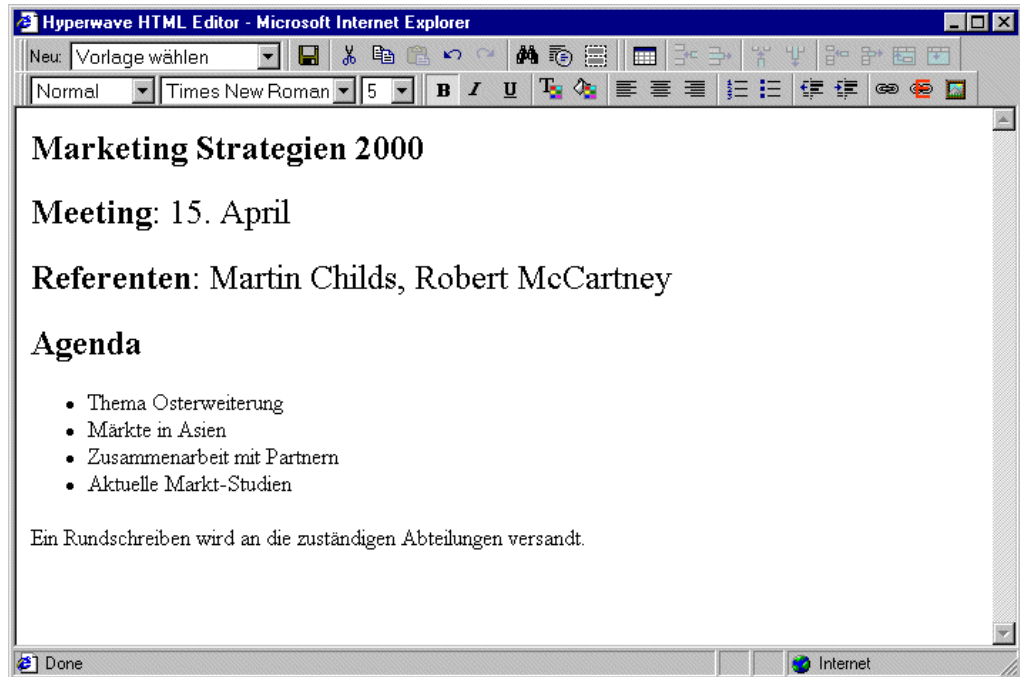 Hyperwave HTML Editor - Microsoft Internet Explorer
Neu: Vorlage wählen
Normal Times New Roman 5 B I U
Marketing Strategien 2000
Meeting: 15. April
Referenten: Martin Childs, Robert McCartney
Agenda
• Thema Osterweiterung
• Märkte in Asien
• Zusammenarbeit mit Partnern
• Aktuelle Markt-Studien
Ein Rundschreiben wird an die zuständigen Abteilungen versandt.
Done Internet